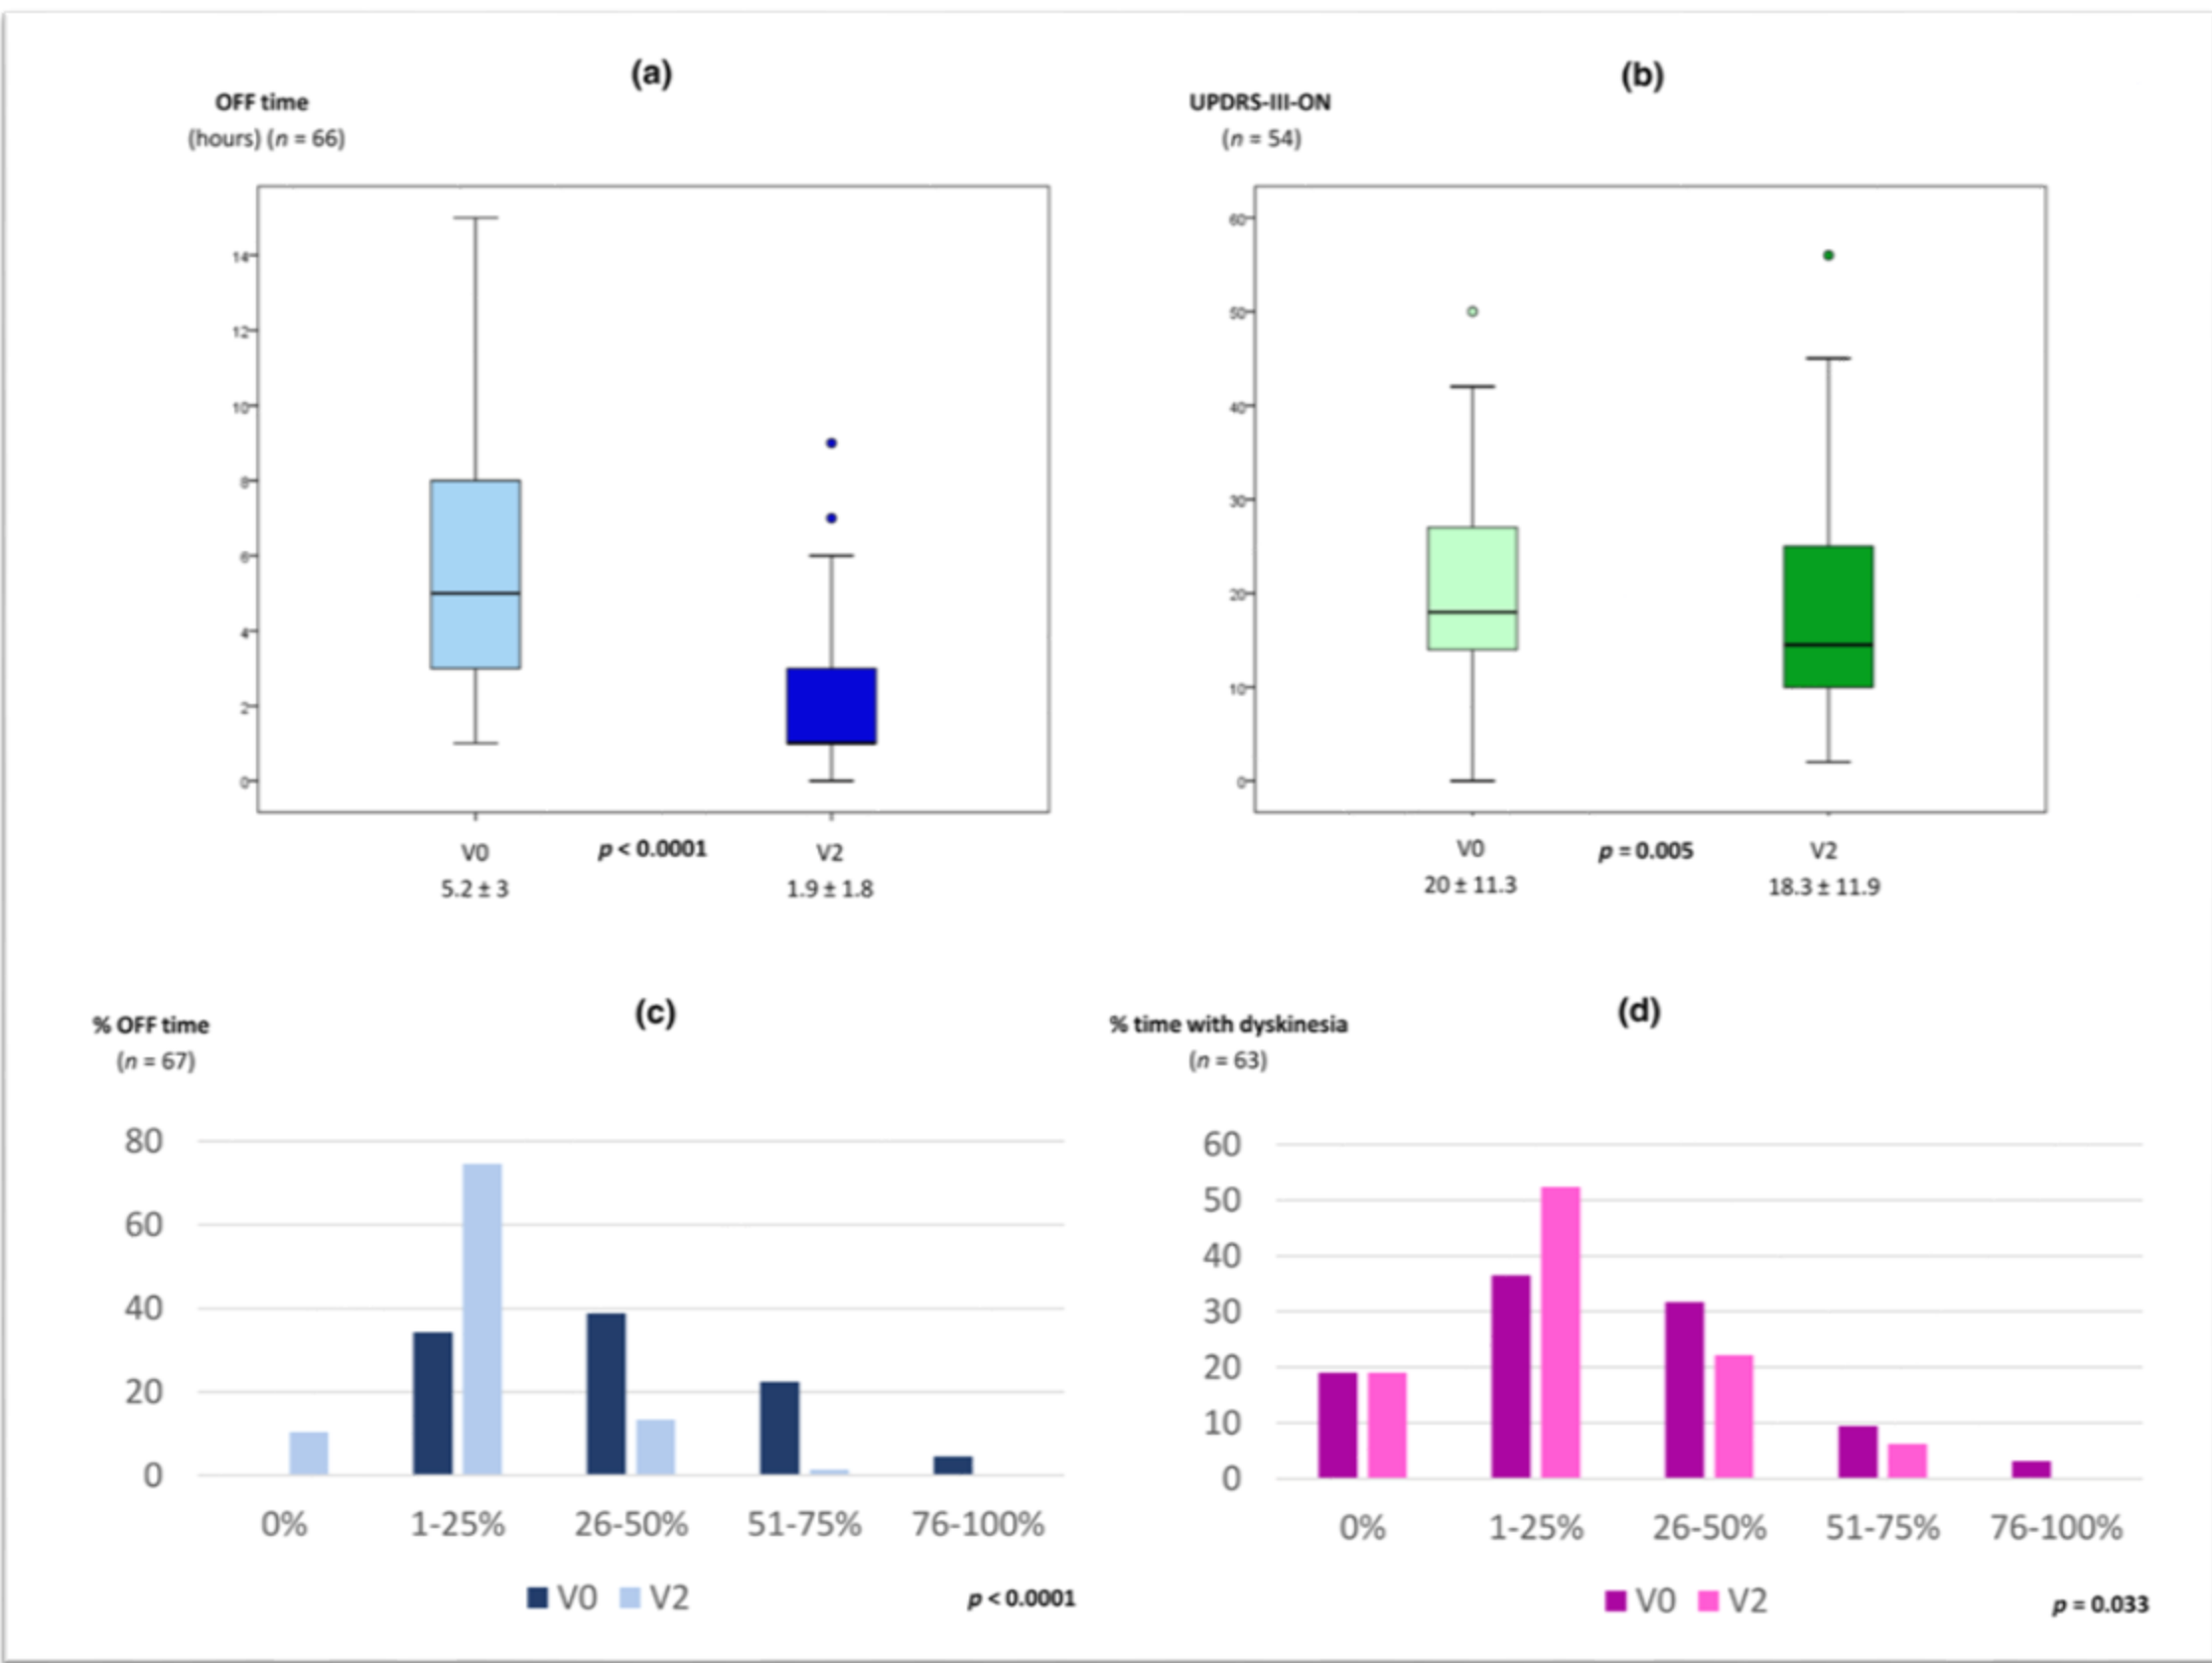 (a)
OFF time
(hours) (n = 66)
14
12
10
8
6
4
2
0
V0
p < 0.0001
V2
5.2 ± 3
1.9 ± 1.8
(b)
UPDRS-III-ON
(n = 54)
60
50
40
30
20
10
0
V0
p = 0.005
V2
20 ± 11.3
18.3 ± 11.9
(c)
% OFF time
(n = 67)
80
60
40
20
0
0% 1-25% 26-50% 51-75% 76-100%
V0 V2
p < 0.0001
(d)
% time with dyskinesia
(n = 63)
60
50
40
30
20
10
0
0% 1-25% 26-50% 51-75% 76-100%
V0 V2
p = 0.033